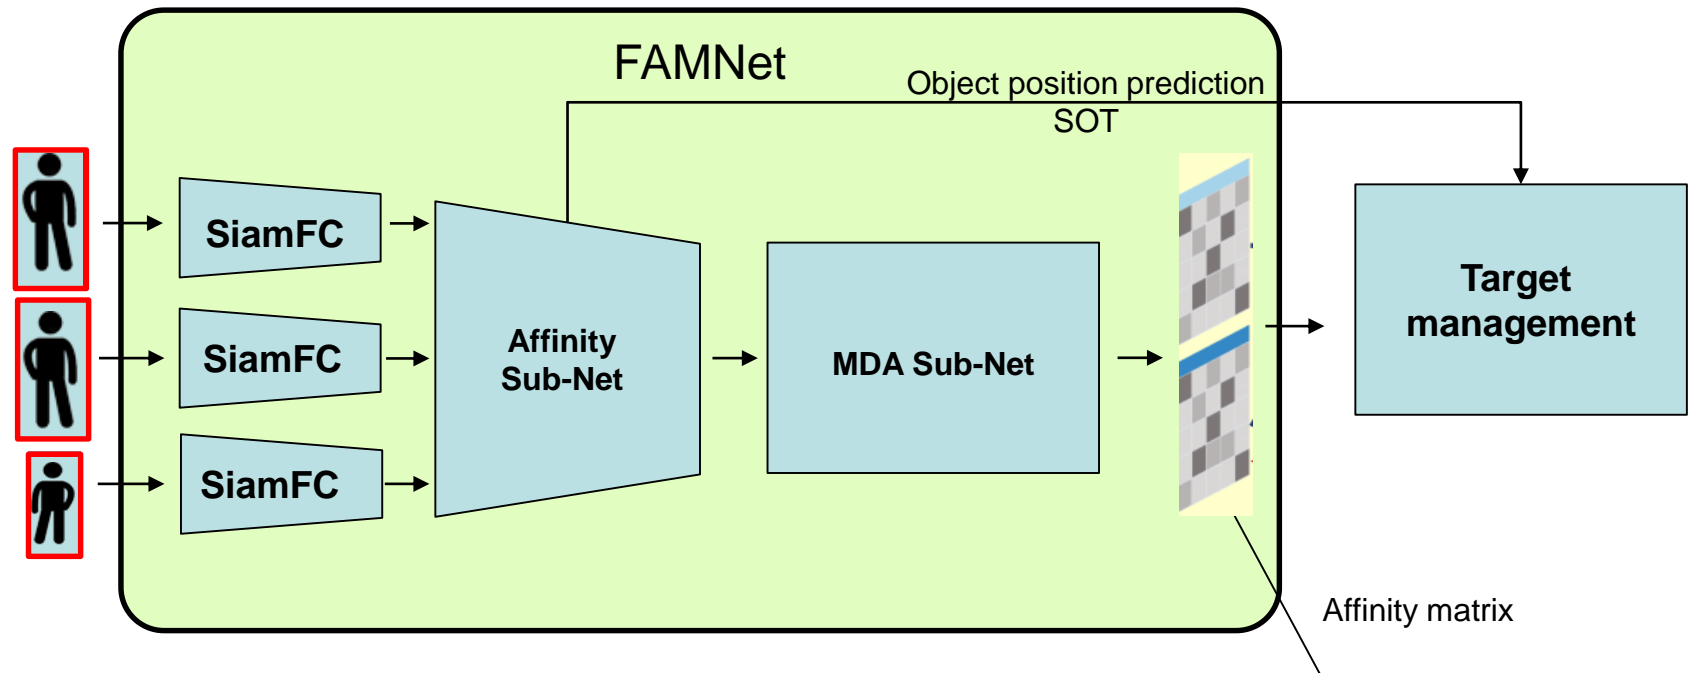 FAMNet
Object position prediction
SOT
SiamFC
SiamFC
SiamFC
Affinity
Sub-Net
MDA Sub-Net
Target
management
Affinity matrix